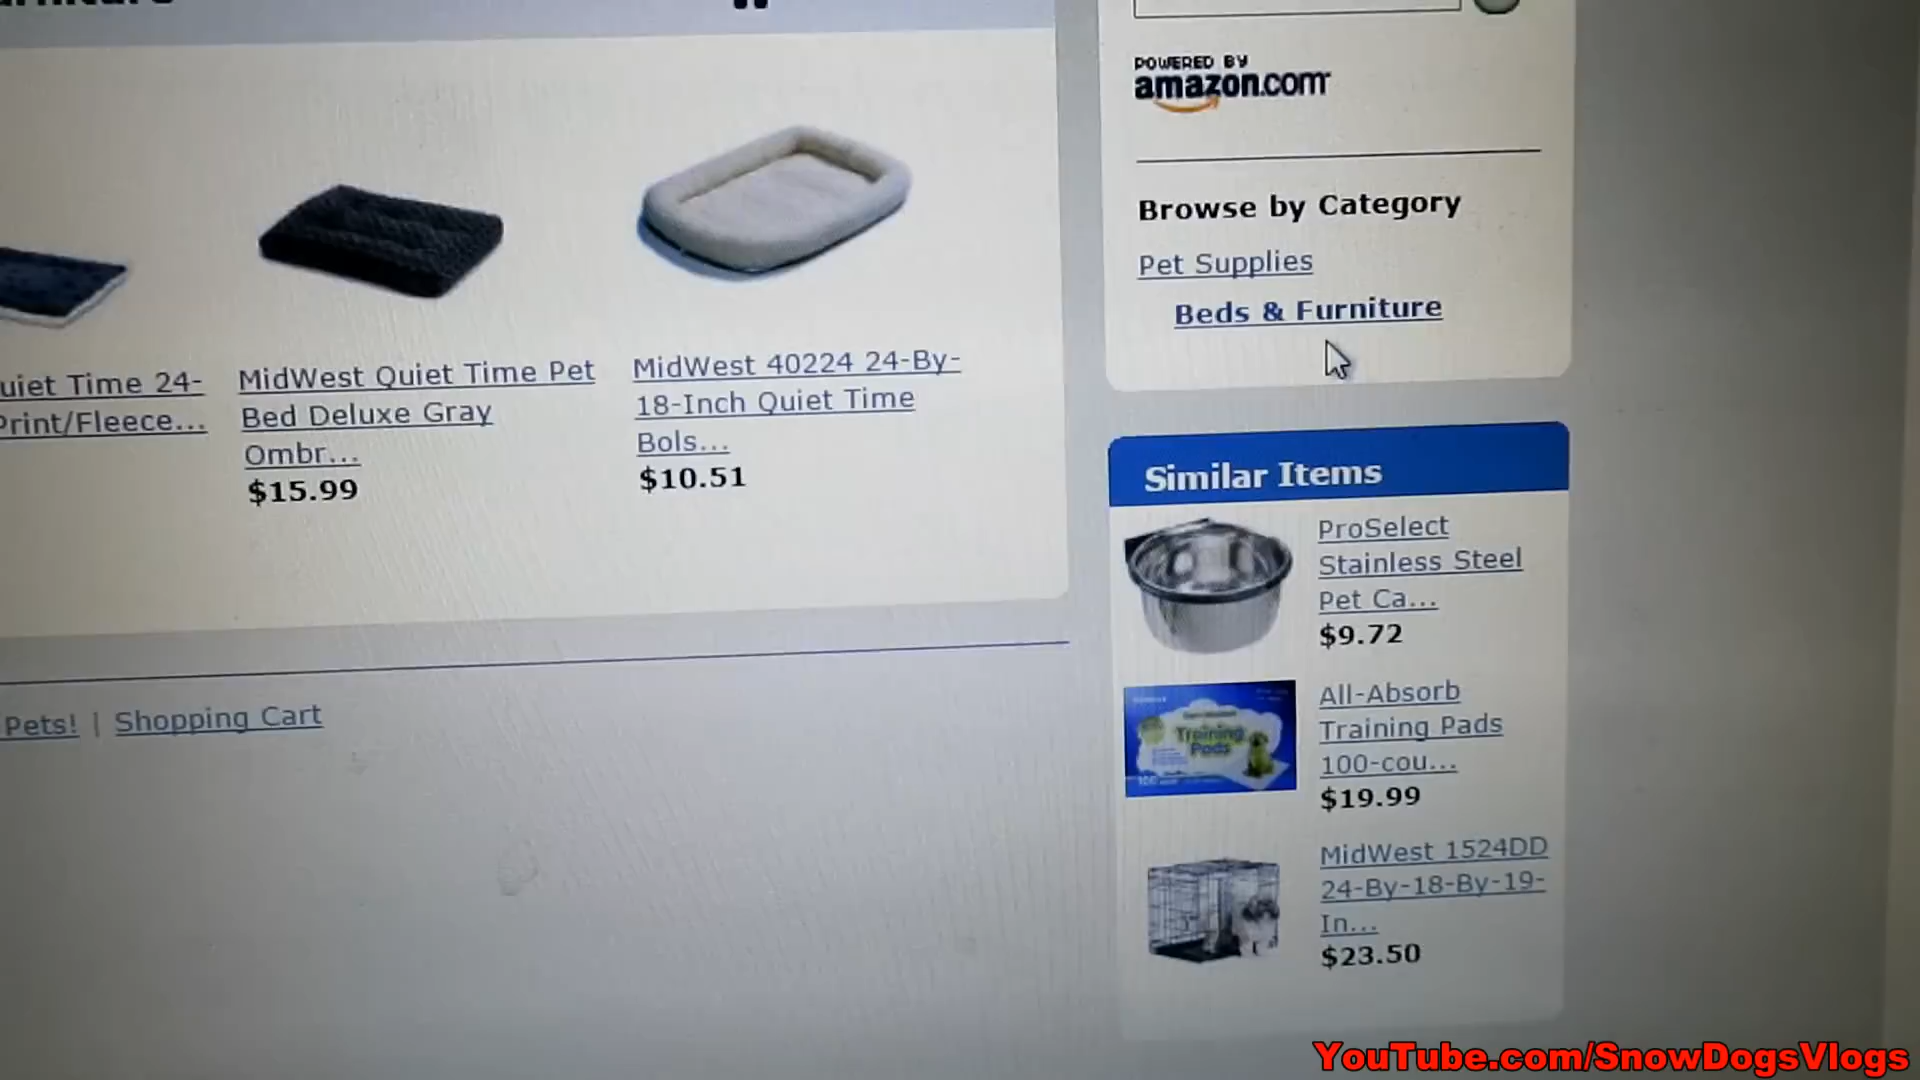 POWERED BY
amazon.com
Browse by Category
Pet Supplies
Beds & Furniture
uiet Time 24-
Print/Fleece...
MidWest Quiet Time Pet
Bed Deluxe Gray
Ombr...
$15.99
MidWest 40224 24-By-
18-Inch Quiet Time
Bols...
$10.51
Similar Items
ProSelect
Stainless Steel
Pet Ca...
$9.72
Training
Pads
All-Absorb
Training Pads
100-cou...
$19.99
MidWest 1524DD
24-By-18-By-19-
In...
$23.50
Pets! | Shopping Cart
YouTube.com/SnowDogsVlogs